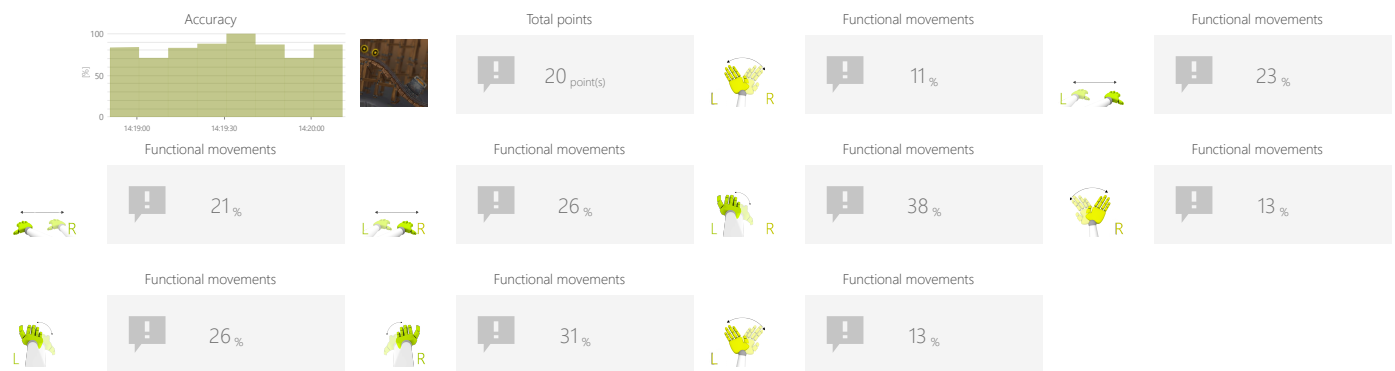 Accuracy
100
[%]
50
0
14:19:00
14:19:30
14:20:00
Total points
20 point(s)
Functional movements
L R
11 %
Functional movements
L
23 %
Functional movements
R
21 %
Functional movements
L R
26 %
Functional movements
L R
38 %
Functional movements
R
13 %
Functional movements
L
26 %
Functional movements
R
31 %
Functional movements
L
13 %